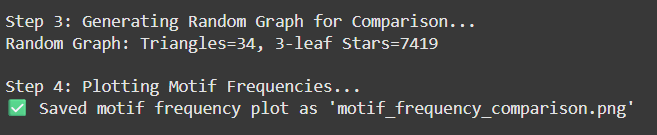 Step 3: Generating Random Graph for Comparison...
Random Graph: Triangles=34, 3-leaf Stars=7419
Step 4: Plotting Motif Frequencies...
✅ Saved motif frequency plot as 'motif_frequency_comparison.png'